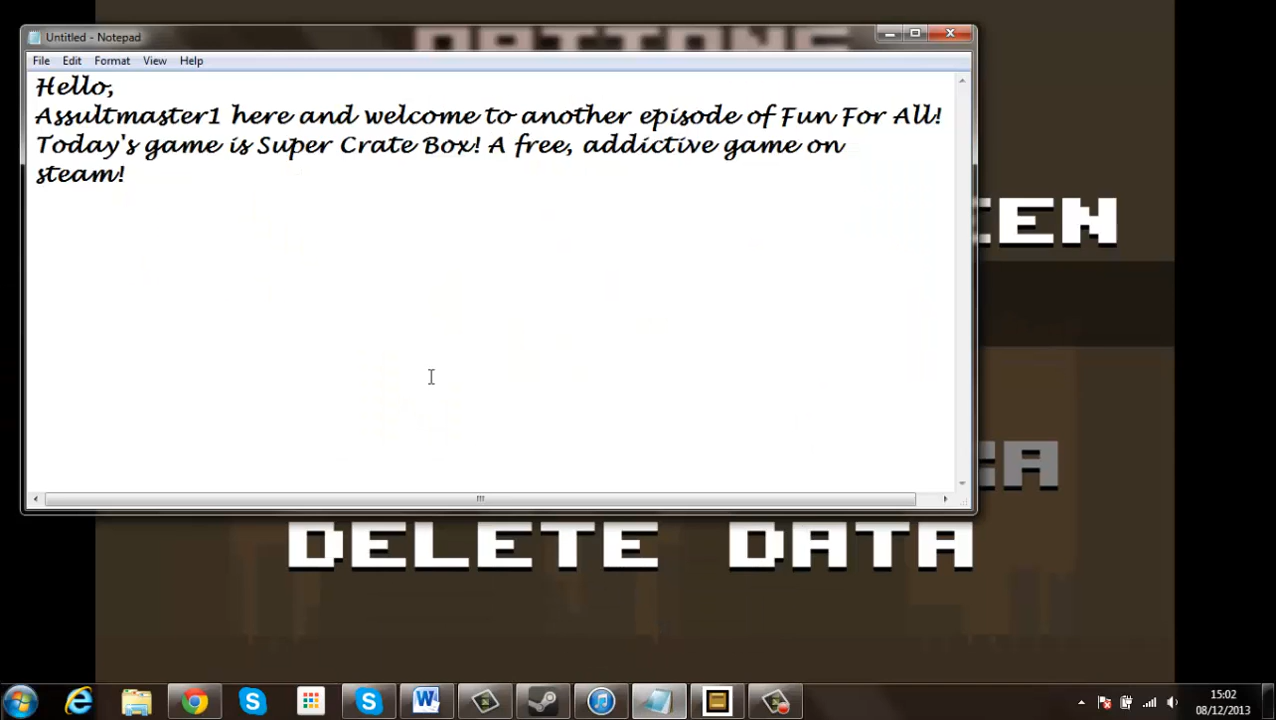 OPTIONS
Untitled - Notepad
File Edit Format View Help
Hello,
Assultmaster1 here and welcome to another episode of Fun For All!
Today's game is Super Crate Box! A free, addictive game on
steam!
DELETE DATA
15:02
08/12/2013